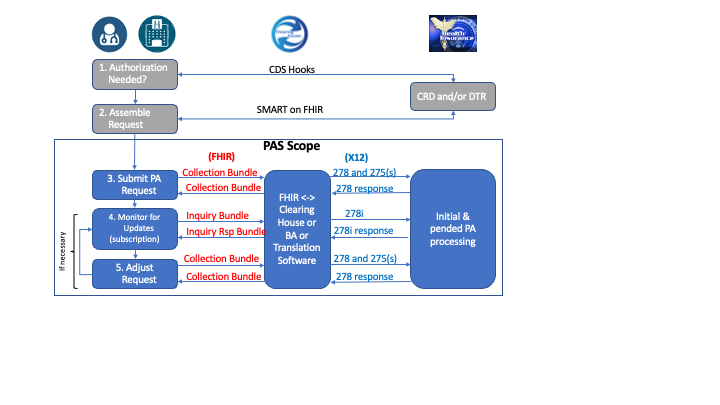 Health
Insurance
1. Authorization
Needed?
CDS Hooks
CRD and/or DTR
2. Assemble
Request
SMART on FHIR
PAS Scope
(FHIR)
(X12)
3. Submit PA
Request
Collection Bundle
Collection Bundle
FHIR <->
Clearing
House or
BA or
Translation
Software
278 and 275(s)
278 response
Initial &
pended PA
processing
4. Monitor for
Updates
(subscription)
Inquiry Bundle
Inquiry Rsp Bundle
278i
278i response
If necessary
5. Adjust
Request
Collection Bundle
Collection Bundle
278 and 275(s)
278 response